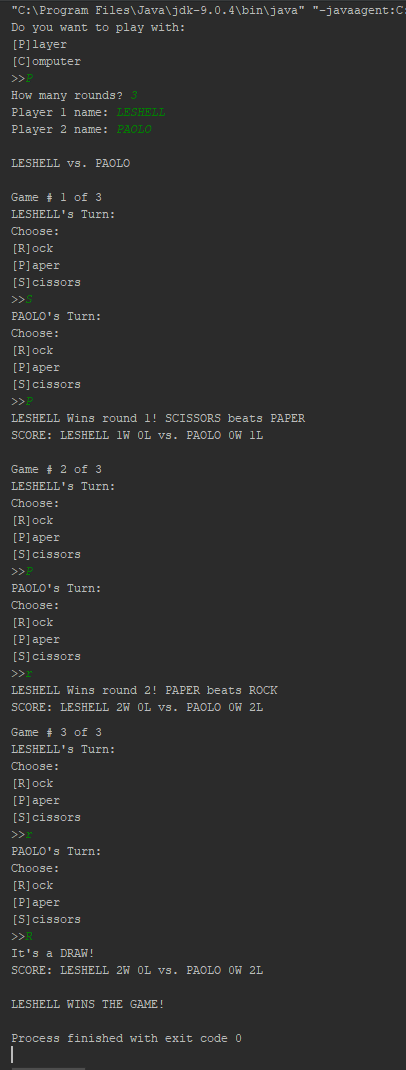 "C:\Program Files\Java\jdk-9.0.4\bin\java" "-javaagent:C:
Do you want to play with:
[P]layer
[C]omputer
>>P
How many rounds? 3
Player 1 name: LESHELL
Player 2 name: PAOLO
LESHELL vs. PAOLO
Game # 1 of 3
LESHELL's Turn:
Choose:
[R]ock
[P]aper
[S]cissors
>>S
PAOLO's Turn:
Choose:
[R]ock
[P]aper
[S]cissors
>>P
LESHELL Wins round 1! SCISSORS beats PAPER
SCORE: LESHELL 1W 0L vs. PAOLO 0W 1L
Game # 2 of 3
LESHELL's Turn:
Choose:
[R]ock
[P]aper
[S]cissors
>>P
PAOLO's Turn:
Choose:
[R]ock
[P]aper
[S]cissors
>>r
LESHELL Wins round 2! PAPER beats ROCK
SCORE: LESHELL 2W 0L vs. PAOLO 0W 2L
Game # 3 of 3
LESHELL's Turn:
Choose:
[R]ock
[P]aper
[S]cissors
>>r
PAOLO's Turn:
Choose:
[R]ock
[P]aper
[S]cissors
>>R
It's a DRAW!
SCORE: LESHELL 2W 0L vs. PAOLO 0W 2L
LESHELL WINS THE GAME!
Process finished with exit code 0